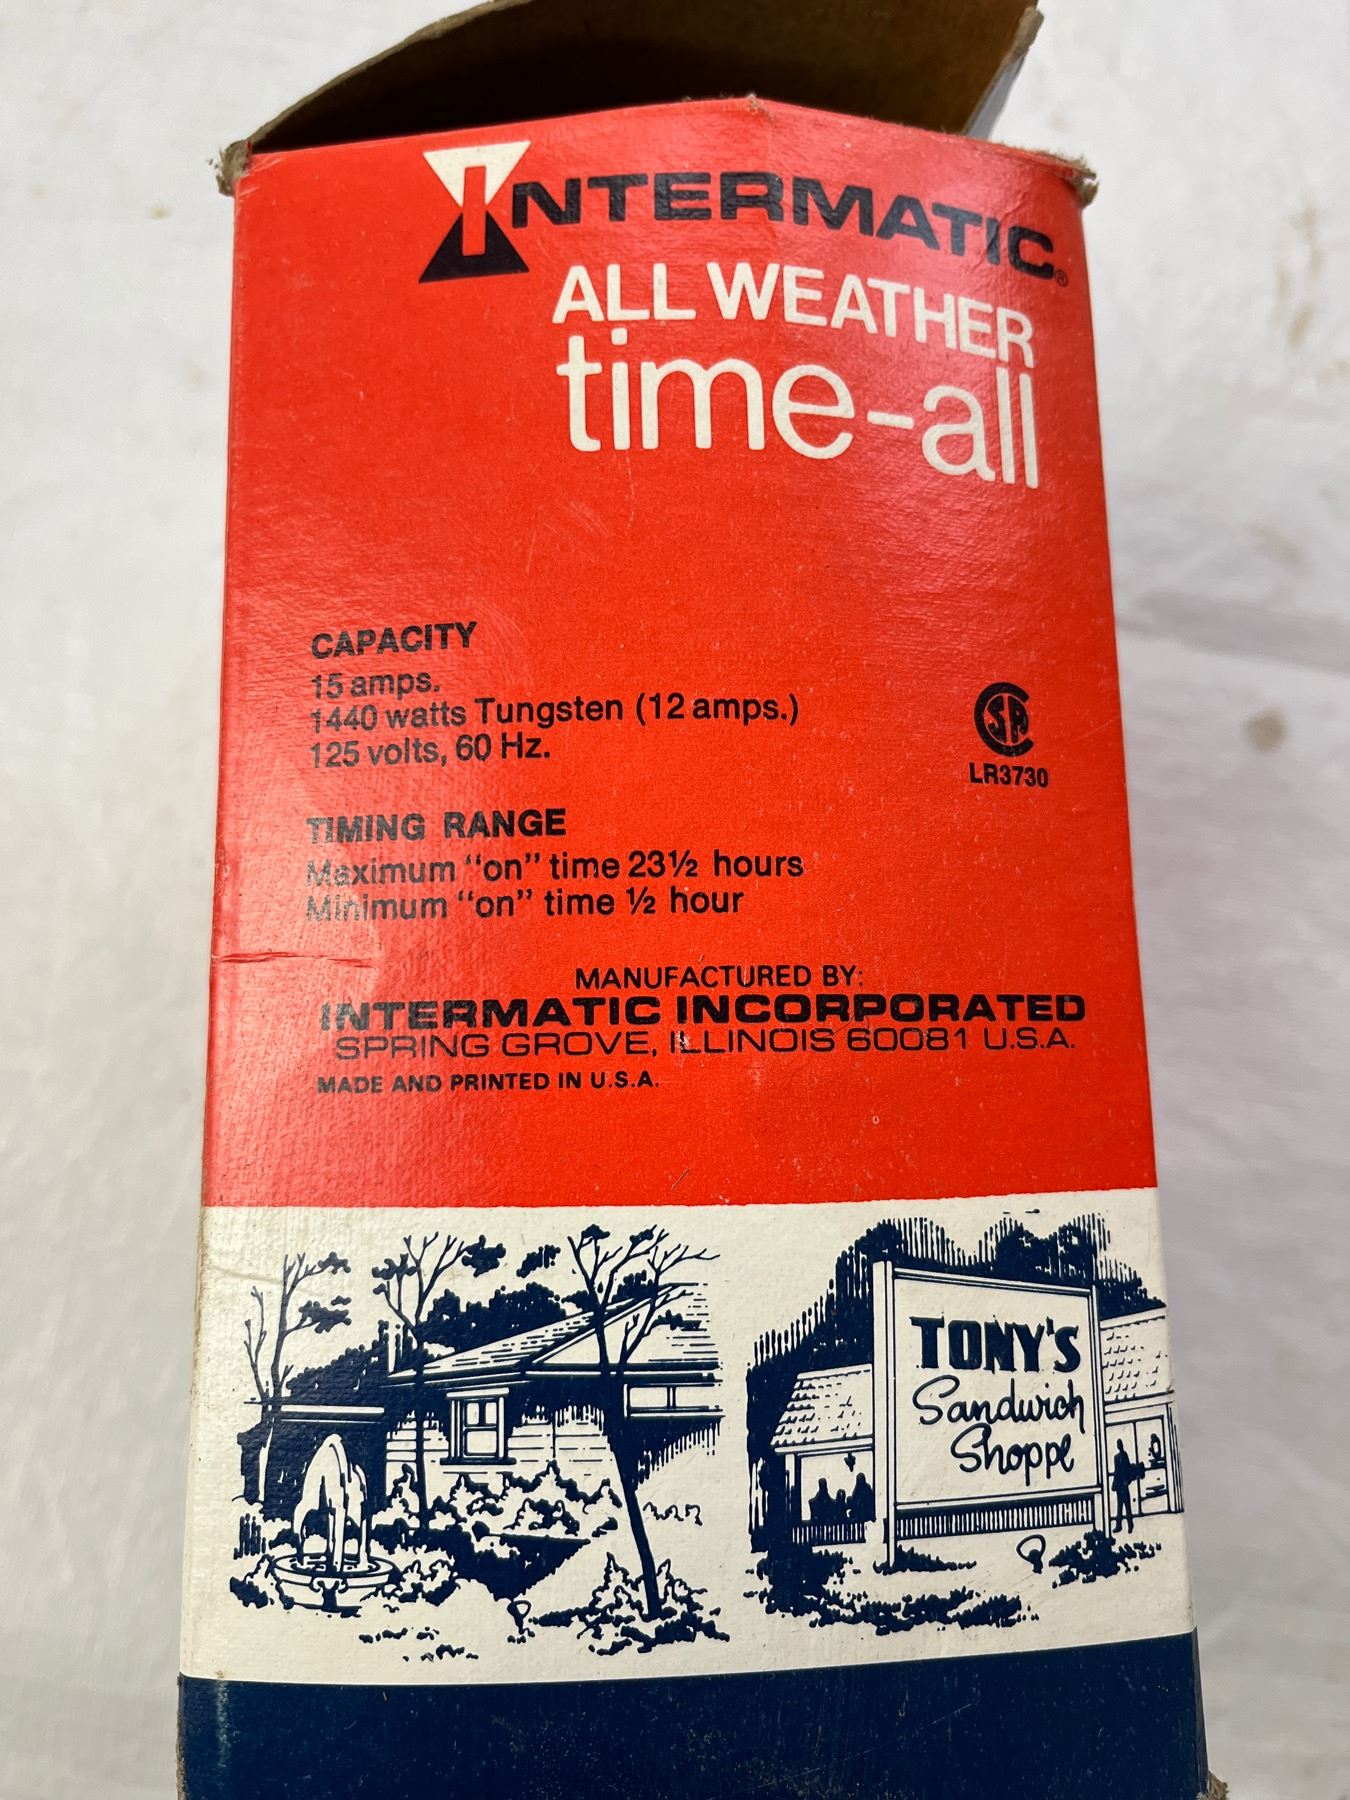 INTERMATIC®
ALL WEATHER
time-all
CAPACITY
15 amps.
1440 watts Tungsten (12 amps.)
125 volts, 60 Hz.
SA
LR3730
TIMING RANGE
Maximum "on" time 23½ hours
Minimum "on" time ½ hour
MANUFACTURED BY:
INTERMATIC INCORPORATED
SPRING GROVE, ILLINOIS 60081 U.S.A.
MADE AND PRINTED IN U.S.A.
TONY'S
Sandwich
Shoppe